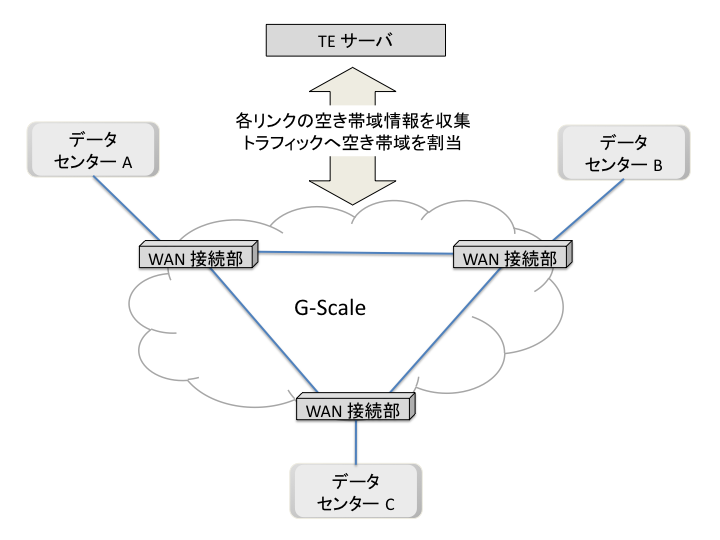 TE サーバ
各リンクの空き帯域情報を収集
トラフィックへ空き帯域を割当
データ
センター A
データ
センター B
WAN 接続部
WAN 接続部
G-Scale
WAN 接続部
データ
センター C